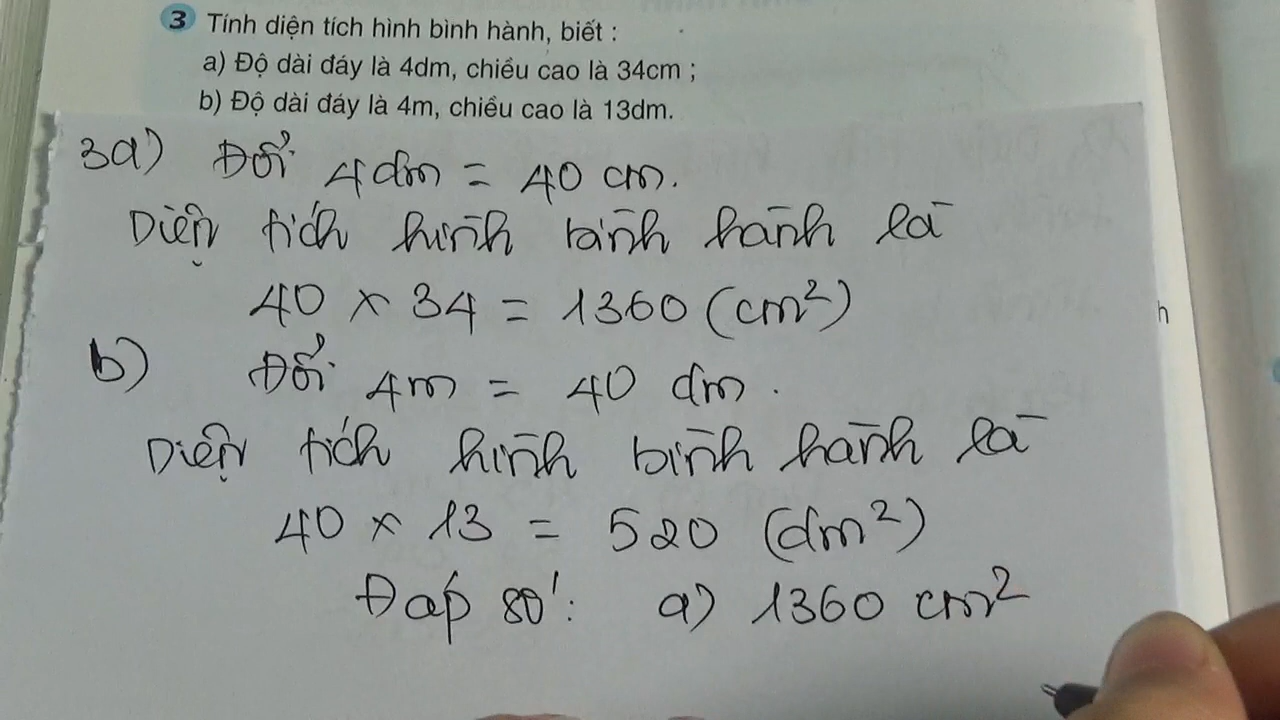 3 Tính diện tích hình bình hành, biết :
a) Độ dài đáy là 4dm, chiều cao là 34cm ;
b) Độ dài đáy là 4m, chiều cao là 13dm.
3a) Đổi 4dm = 40 cm.
Diện tích hình bình hành là
40 × 34 = 1360 (cm²)
h
b) Đổi 4m = 40 dm.
Diện tích hình bình hành là
40 × 13 = 520 (dm²)
Đáp số: a) 1360 cm²